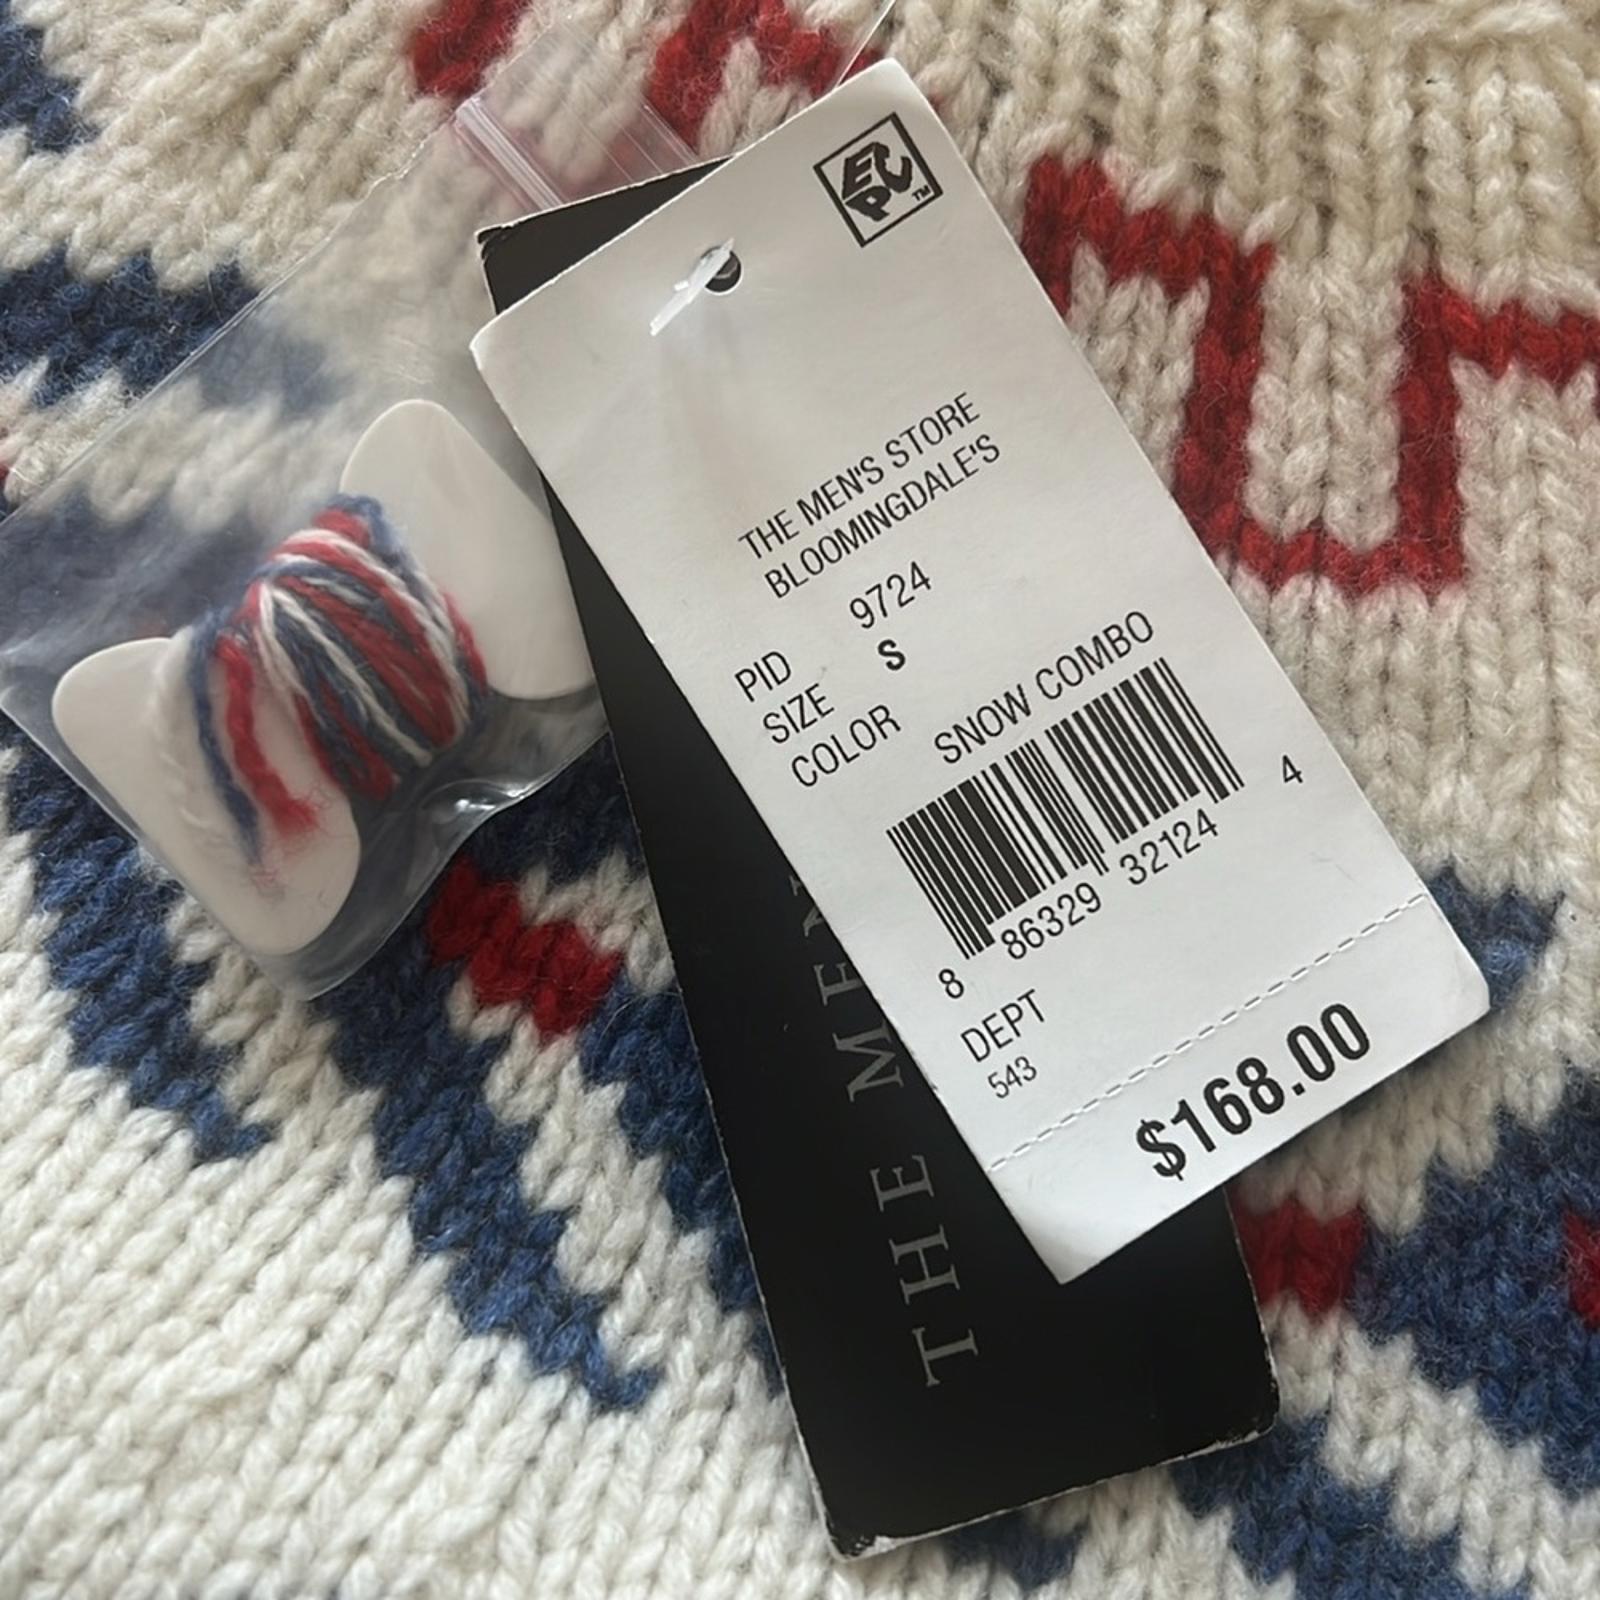 EPC™
THE MEN'S STORE
BLOOMINGDALE'S
PID 9724
SIZE S
COLOR SNOW COMBO
8 86329 32124 4
DEPT
543
$168.00
THE MEN